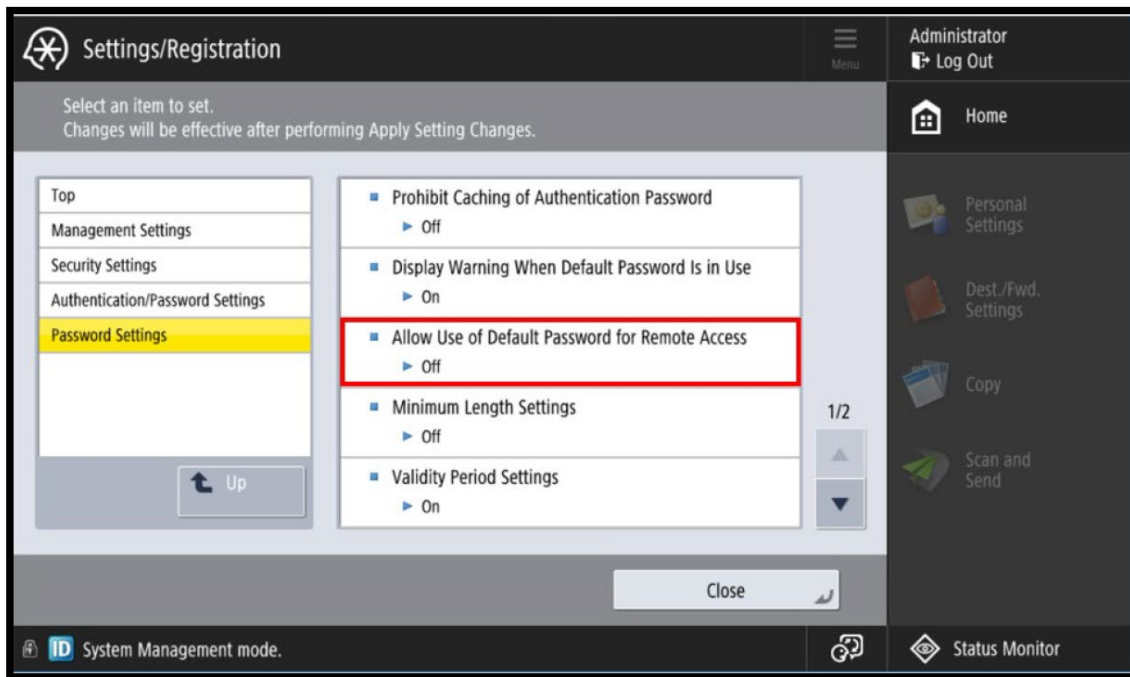 Settings/Registration
Menu
Administrator
Log Out
Select an item to set.
Changes will be effective after performing Apply Setting Changes.
Home
Top
Management Settings
Security Settings
Authentication/Password Settings
Password Settings
Up
Prohibit Caching of Authentication Password
Off
Display Warning When Default Password Is in Use
On
Allow Use of Default Password for Remote Access
Off
Minimum Length Settings
Off
Validity Period Settings
On
1/2
Personal
Settings
Dest./Fwd.
Settings
Copy
Scan and
Send
Close
ID System Management mode.
Status Monitor